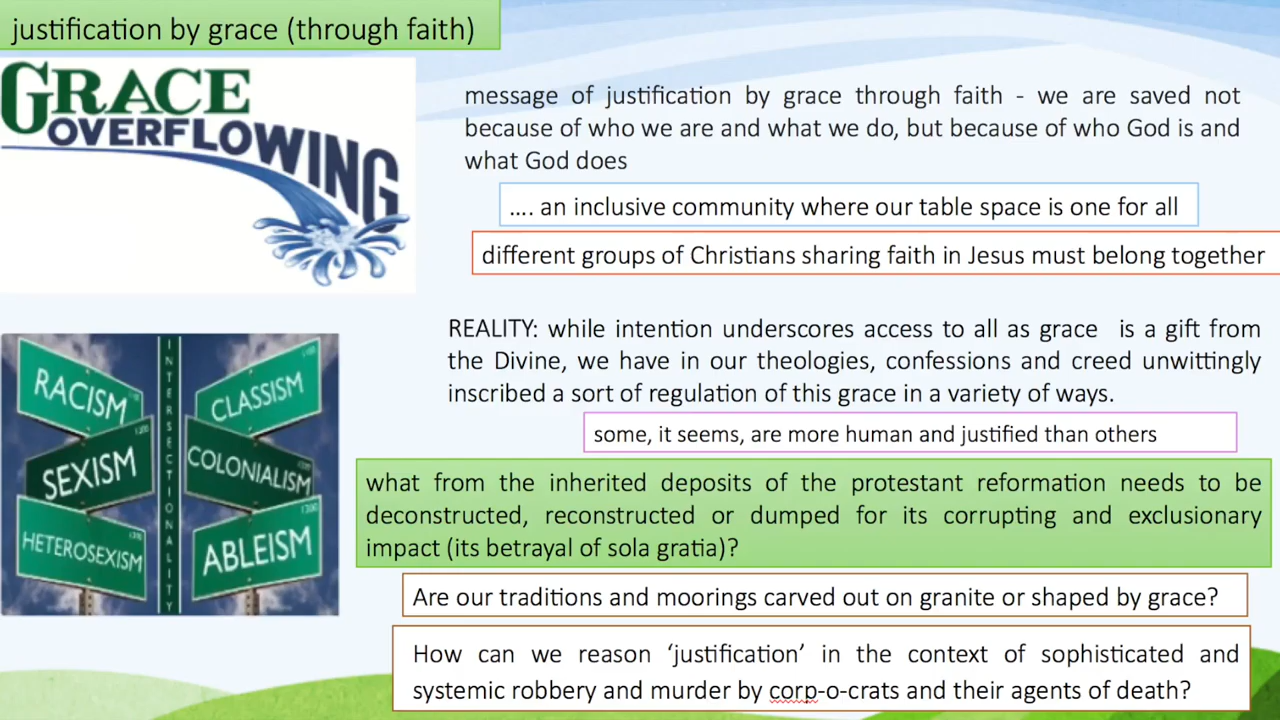 justification by grace (through faith)
GRACE
OVERFLOWING
message of justification by grace through faith - we are saved not
because of who we are and what we do, but because of who God is and
what God does
…. an inclusive community where our table space is one for all
different groups of Christians sharing faith in Jesus must belong together
REALITY: while intention underscores access to all as grace is a gift from
the Divine, we have in our theologies, confessions and creed unwittingly
inscribed a sort of regulation of this grace in a variety of ways.
some, it seems, are more human and justified than others
RACISM
SEXISM
HETEROSEXISM
INTERSECTIONALITY
CLASSISM
COLONIALISM
ABLEISM
what from the inherited deposits of the protestant reformation needs to be
deconstructed, reconstructed or dumped for its corrupting and exclusionary
impact (its betrayal of sola gratia)?
Are our traditions and moorings carved out on granite or shaped by grace?
How can we reason ‘justification’ in the context of sophisticated and
systemic robbery and murder by corp-o-crats and their agents of death?